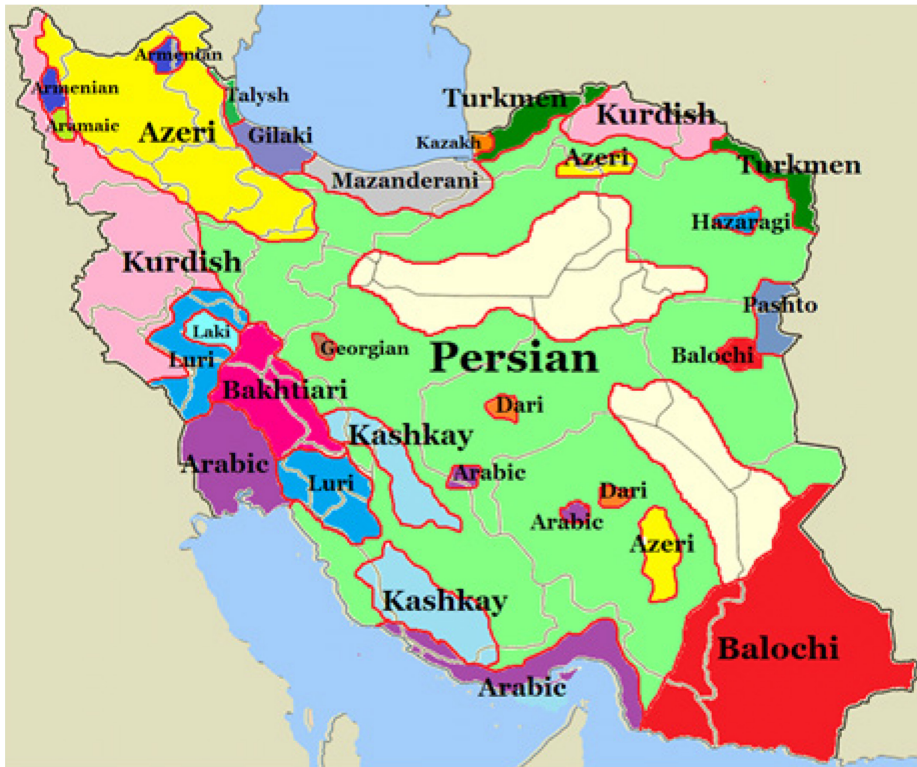 Armenian
Armenian
Talysh
Turkmen
Kurdish
Aramaic
Azeri
Gilaki
Kazakh
Azeri
Turkmen
Mazanderani
Hazaragi
Kurdish
Pashto
Laki
Luri
Georgian
Persian
Balochi
Bakhtiari
Dari
Kashkay
Arabic
Luri
Arabic
Dari
Arabic
Azeri
Kashkay
Balochi
Arabic